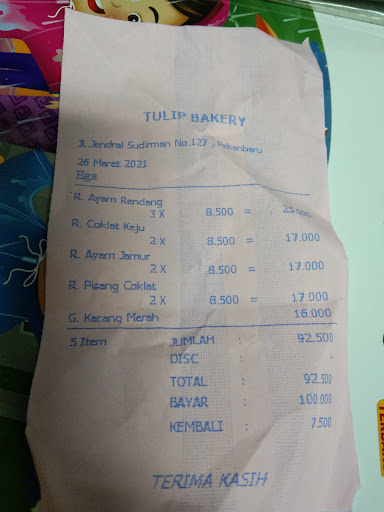 TULIP BAKERY
Jl. Jendral Sudirman No.127 , Pekanbaru
26 Maret 2021
Bga
R. Ayam Rendang
3 X 8.500 = 25.500
R. Coklat Keju
2 X 8.500 = 17.000
R. Ayam Jamur
2 X 8.500 = 17.000
R. Pisang Coklat
2 X 8.500 = 17.000
G. Kacang Merah 16.000
5 Item JUMLAH : 92.500
DISC : .
TOTAL : 92.500
BAYAR : 100.000
KEMBALI : 7.500
TERIMA KASIH